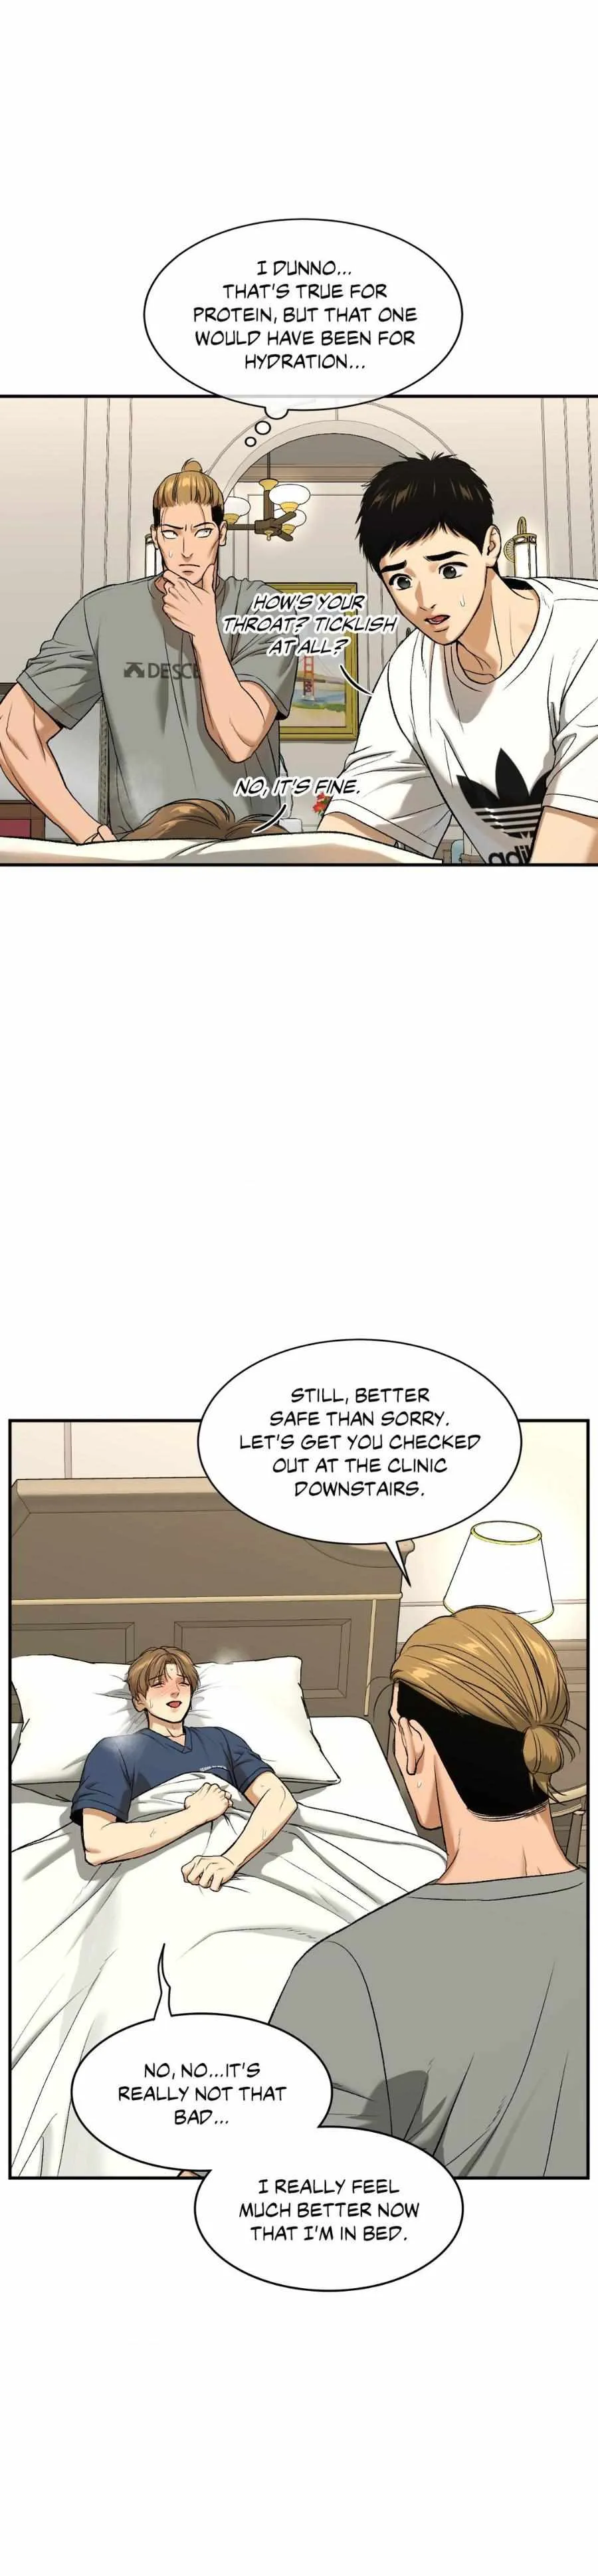 I DUNNO...
THAT'S TRUE FOR
PROTEIN, BUT THAT ONE
WOULD HAVE BEEN FOR
HYDRATION...
HOW'S YOUR
THROAT? TICKLISH
AT ALL?
DESCE
NO, IT'S FINE.
adi
STILL, BETTER
SAFE THAN SORRY.
LET'S GET YOU CHECKED
OUT AT THE CLINIC
DOWNSTAIRS.
NO, NO...IT'S
REALLY NOT THAT
BAD...
I REALLY FEEL
MUCH BETTER NOW
THAT I'M IN BED.